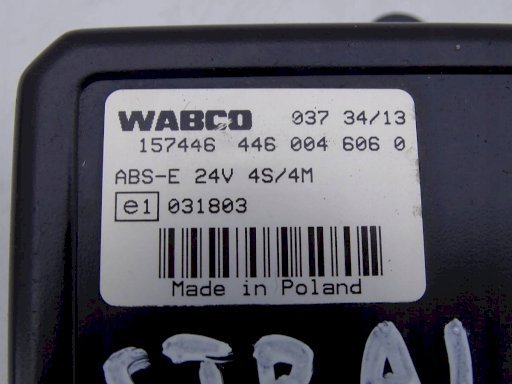 WABCO 037 34/13
157446 446 004 606 0
ABS-E 24V 4S/4M
e1 031803
Made in Poland